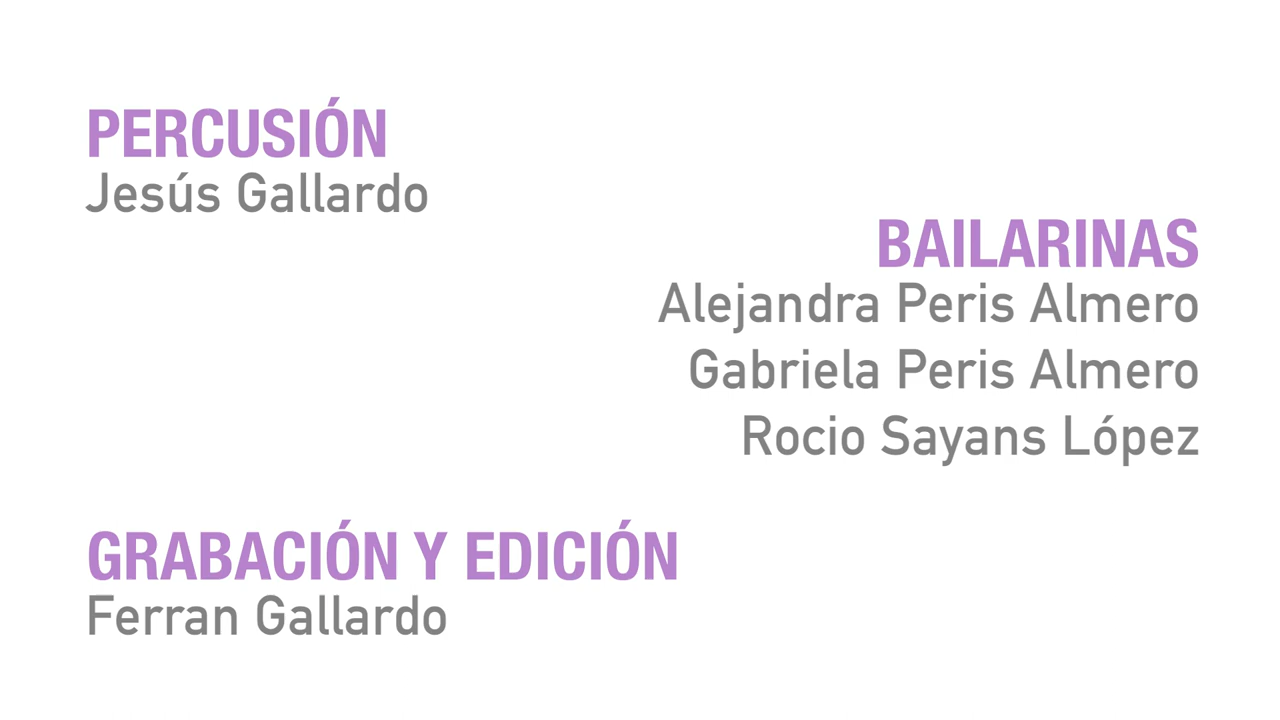 PERCUSIÓN
Jesús Gallardo
BAILARINAS
Alejandra Peris Almero
Gabriela Peris Almero
Rocio Sayans López
GRABACIÓN Y EDICIÓN
Ferran Gallardo